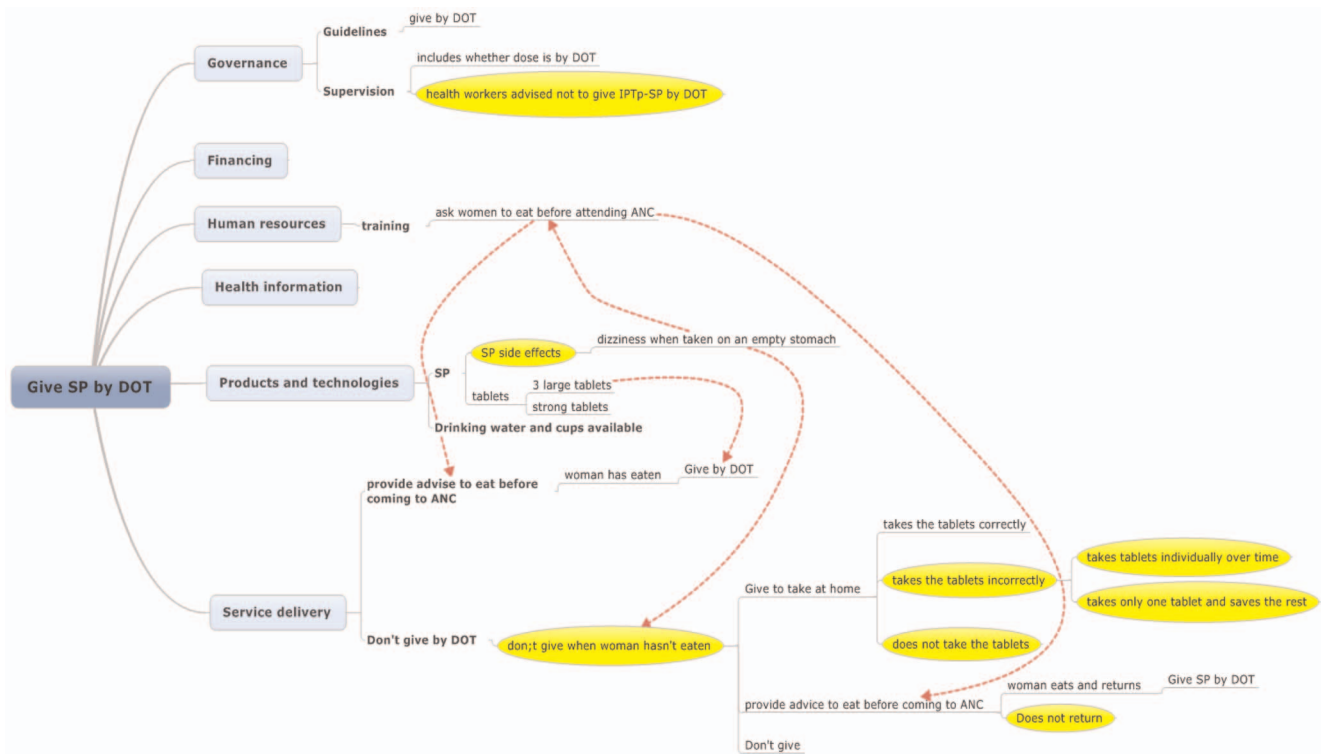 Give SP by DOT
Governance
Guidelines
give by DOT
Supervision
includes whether dose is by DOT
health workers advised not to give IPTp-SP by DOT
Financing
Human resources
training
ask women to eat before attending ANC
Health information
Products and technologies
SP
SP side effects
dizziness when taken on an empty stomach
tablets
3 large tablets
strong tablets
Drinking water and cups available
Service delivery
provide advise to eat before
coming to ANC
woman has eaten
Give by DOT
Don't give by DOT
don;t give when woman hasn't eaten
Give to take at home
takes the tablets correctly
takes the tablets incorrectly
takes tablets individually over time
takes only one tablet and saves the rest
does not take the tablets
provide advice to eat before coming to ANC
woman eats and returns
Give SP by DOT
Does not return
Don't give